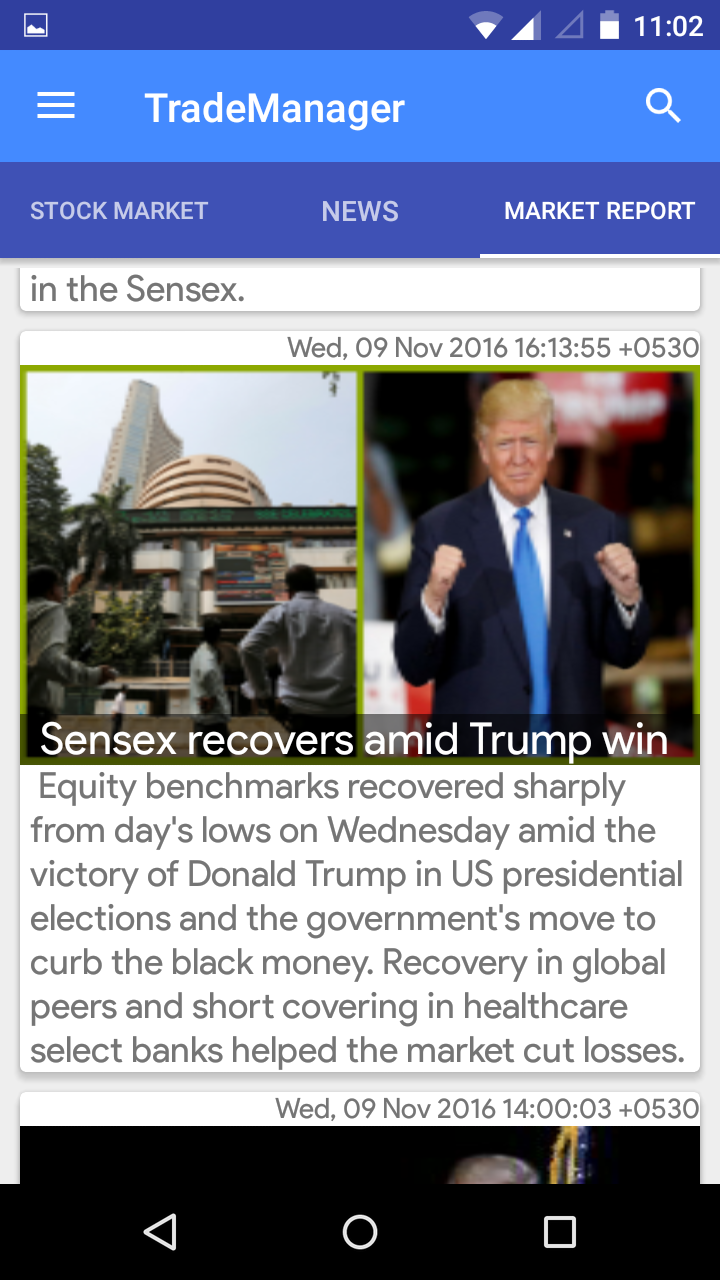 11:02
TradeManager
STOCK MARKET
NEWS
MARKET REPORT
in the Sensex.
Wed, 09 Nov 2016 16:13:55 +0530
TRUMP
Sensex recovers amid Trump win
Equity benchmarks recovered sharply
from day's lows on Wednesday amid the
victory of Donald Trump in US presidential
elections and the government's move to
curb the black money. Recovery in global
peers and short covering in healthcare
select banks helped the market cut losses.
Wed, 09 Nov 2016 14:00:03 +0530